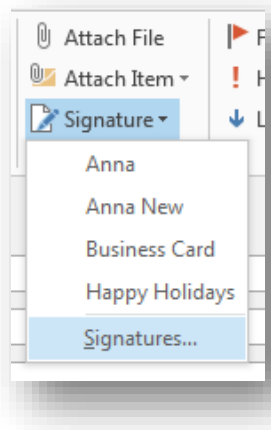 Attach File
Attach Item
Signature
Anna
Anna New
Business Card
Happy Holidays
Signatures...